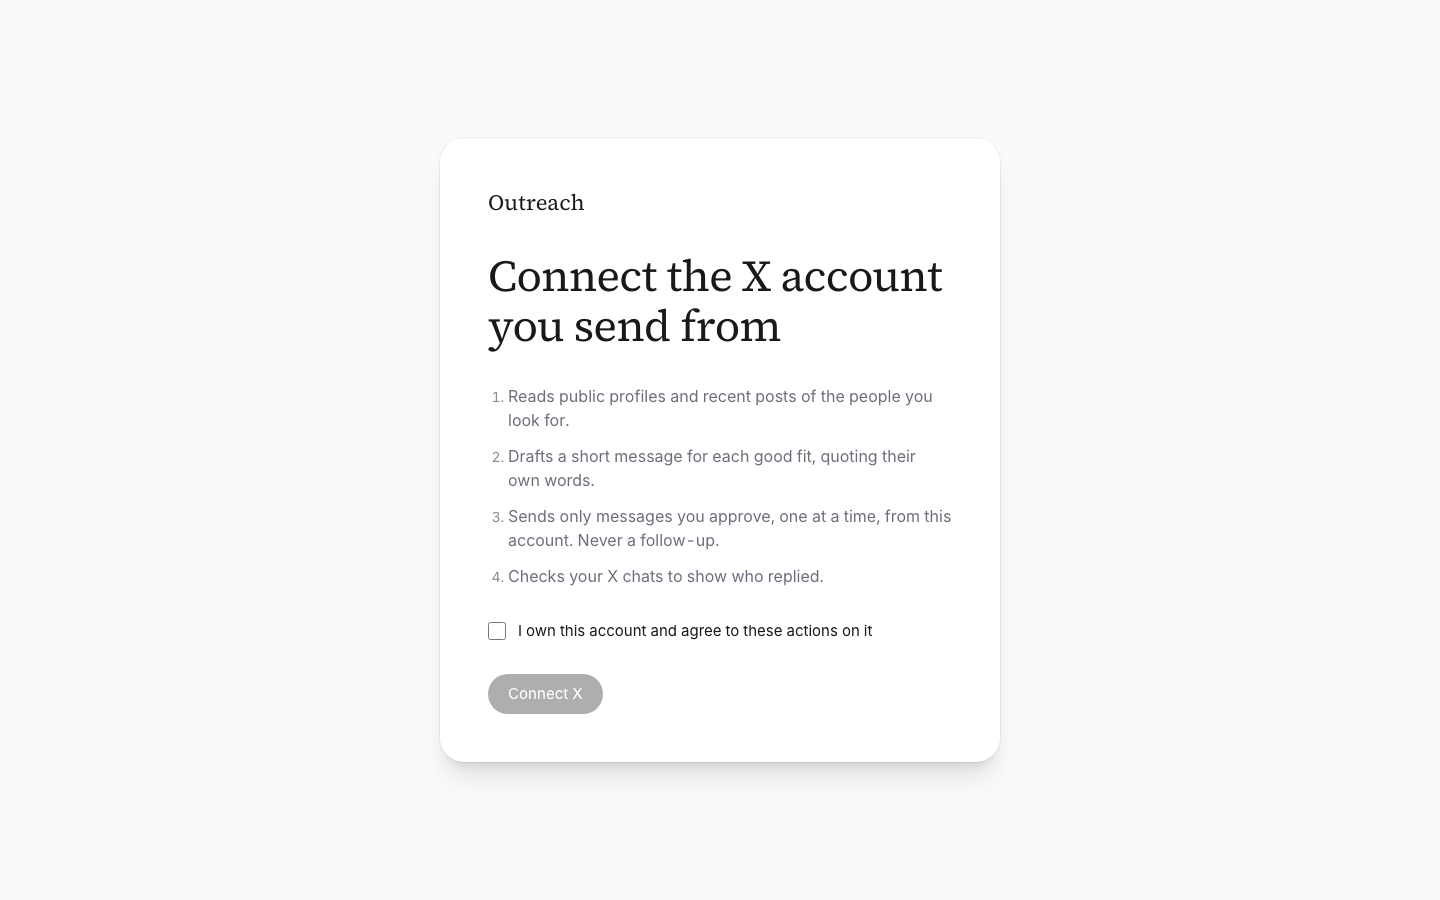 Outreach
Connect the X account
you send from
1. Reads public profiles and recent posts of the people you
look for.
2. Drafts a short message for each good fit, quoting their
own words.
3. Sends only messages you approve, one at a time, from this
account. Never a follow-up.
4. Checks your X chats to show who replied.
I own this account and agree to these actions on it
Connect X